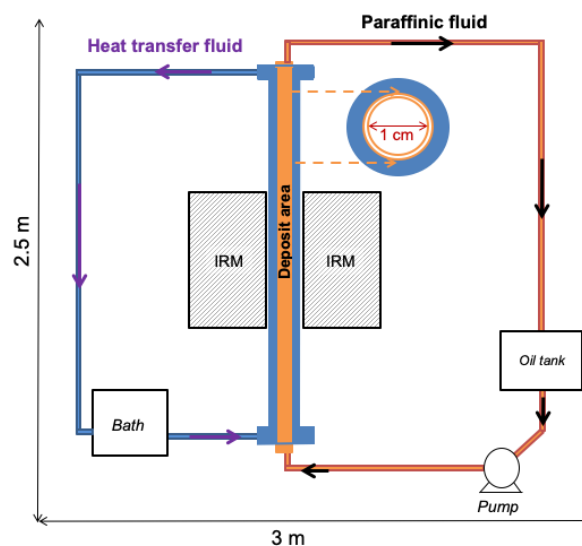 Heat transfer fluid
Paraffinic fluid
1 cm
2.5 m
IRM
Deposit area
IRM
Oil tank
Bath
Pump
3 m